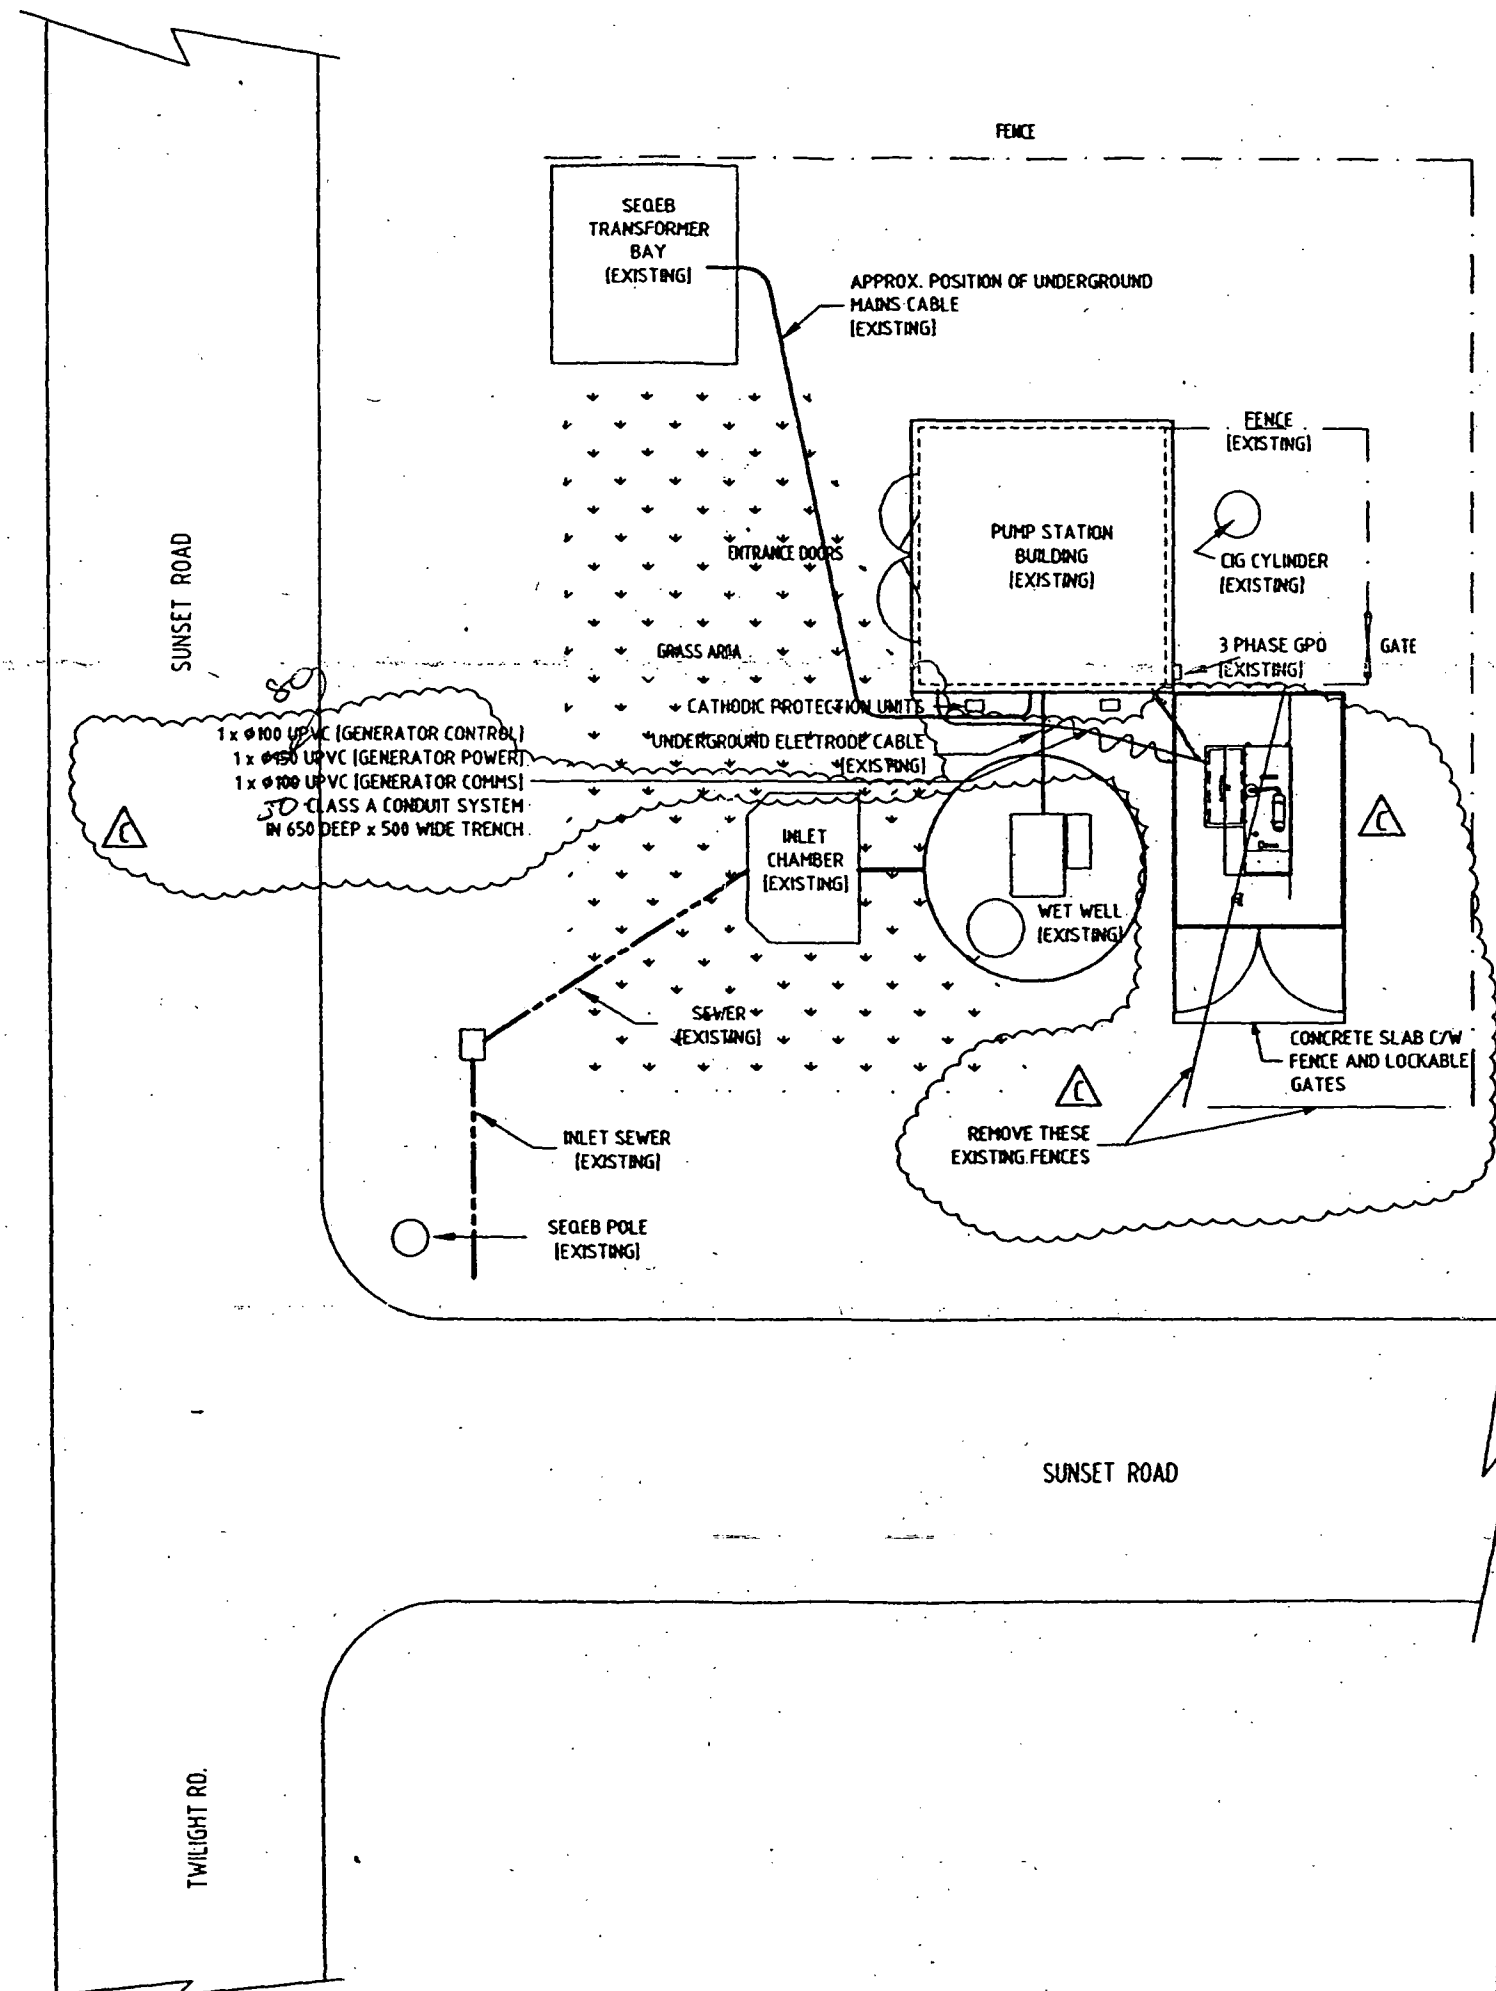 FENCE
SEQEB
TRANSFORMER
BAY
[EXISTING]
APPROX. POSITION OF UNDERGROUND
MAINS CABLE
[EXISTING]
FENCE
[EXISTING]
PUMP STATION
BUILDING
[EXISTING]
CIG CYLINDER
[EXISTING]
ENTRANCE DOORS
SUNSET ROAD
GRASS AREA
3 PHASE GPO
[EXISTING]
GATE
80
CATHODIC PROTECTION UNITS
1 x Ø100 UPVC [GENERATOR CONTROL]
1 x Ø150 UPVC [GENERATOR POWER]
1 x Ø100 UPVC [GENERATOR COMMS]
50 CLASS A CONDUIT SYSTEM
IN 650 DEEP x 500 WIDE TRENCH
UNDERGROUND ELECTRODE CABLE
[EXISTING]
C
C
INLET
CHAMBER
[EXISTING]
WET WELL
[EXISTING]
SEWER
[EXISTING]
CONCRETE SLAB C/W
FENCE AND LOCKABLE
GATES
C
REMOVE THESE
EXISTING FENCES
INLET SEWER
[EXISTING]
SEQEB POLE
[EXISTING]
SUNSET ROAD
TWILIGHT RD.